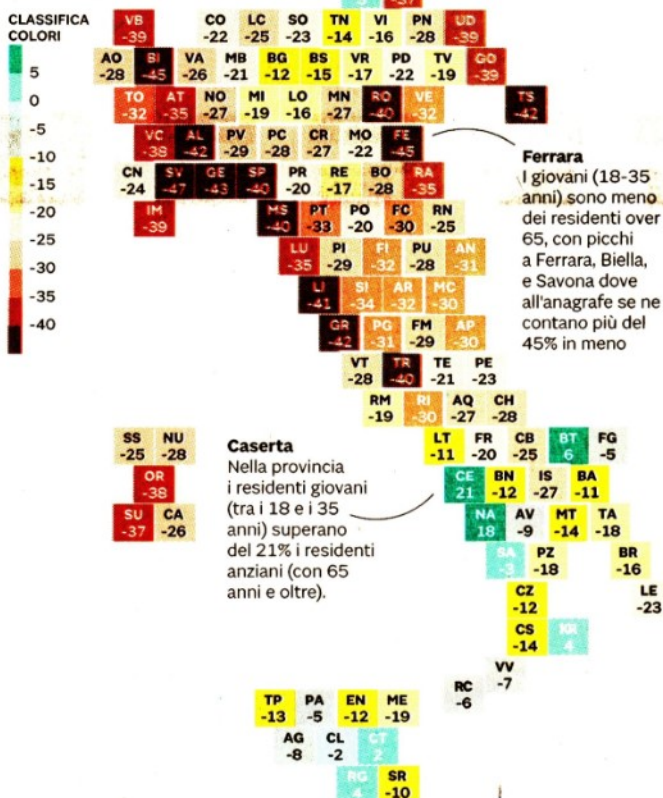 -37
CLASSIFICA
COLORI
5
0
-5
-10
-15
-20
-25
-30
-35
-40
VB CO LC SO TN VI PN UD
-39 -22 -25 -23 -14 -16 -28 -39
AO BI VA MB BG BS VR PD TV GO
-28 -45 -26 -21 -12 -15 -17 -22 -19 -39
TO AT NO MI LO MN RO VE TS
-32 -35 -27 -19 -16 -27 -40 -32 -42
VC AL PV PC CR MO FE
-38 -42 -29 -28 -27 -22 -45
CN SV GE SP PR RE BO RA
-24 -47 -43 -40 -20 -17 -28 -35
IM MS PT PO FC RN
-39 -40 -33 -20 -30 -25
LU PI FI PU AN
-35 -29 -32 -28 -31
LI SI AR MC
-41 -34 -32 -30
GR PG FM AP
-42 -31 -29 -30
VT TR TE PE
-28 -40 -21 -23
RM RI AQ CH
-19 -30 -27 -28
Ferrara
I giovani (18-35
anni) sono meno
dei residenti over
65, con picchi
a Ferrara, Biella,
e Savona dove
all'anagrafe se ne
contano più del
45% in meno
SS NU LT FR CB BT FG
-25 -28 -11 -20 -25 6 -5
OR CE BN IS BA
-38 21 -12 -27 -11
SU CA NA AV MT TA
-37 -26 18 -9 -14 -18
Caserta
Nella provincia
i residenti giovani
(tra i 18 e i 35
anni) superano
del 21% i residenti
anziani (con 65
anni e oltre).
SA PZ BR
-3 -18 -16
CZ LE
-12 -23
CS KR
-14 4
VV
-7
RC
-6
TP PA EN ME
-13 -5 -12 -19
AG CL CT
-8 -2 2
RG SR
4 -10